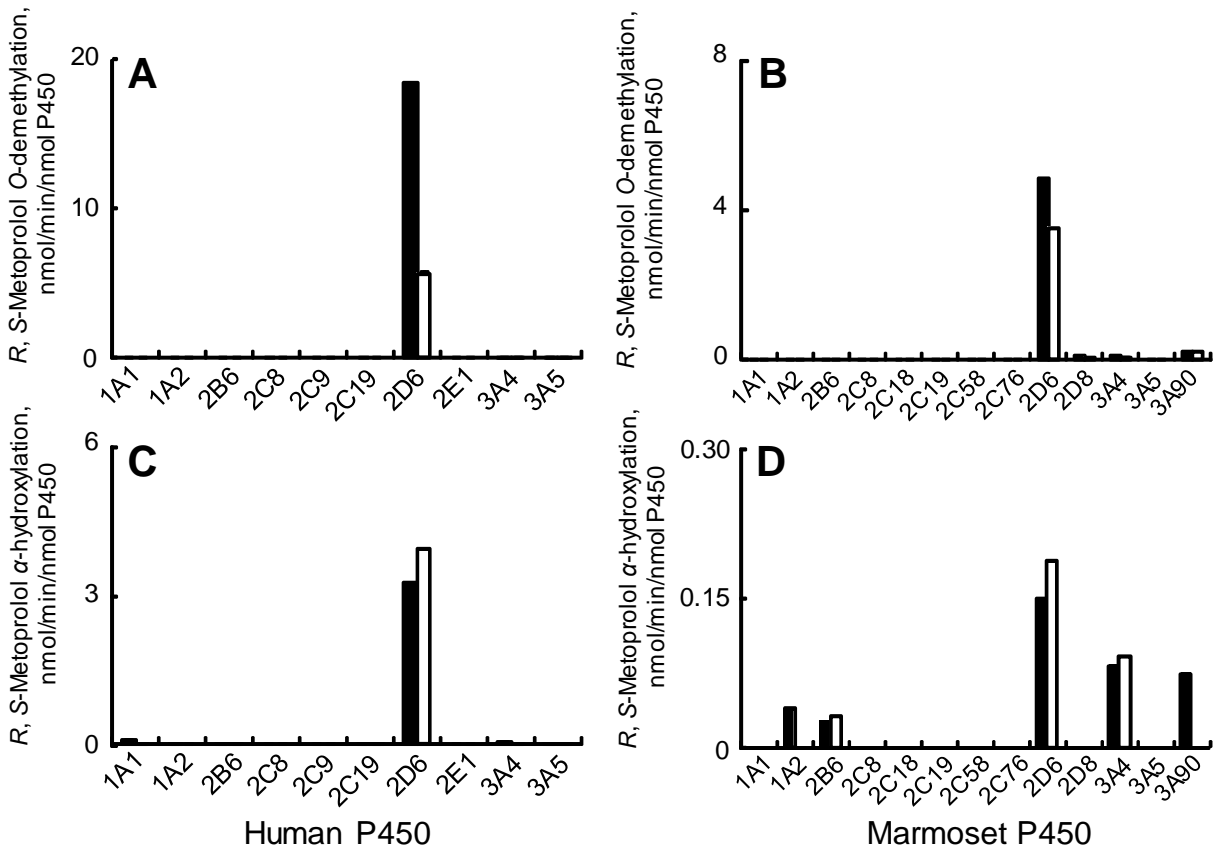 R, S-Metoprolol O-demethylation,
nmol/min/nmol P450
20
10
0
A
1A1
1A2
2B6
2C8
2C9
2C19
2D6
2E1
3A4
3A5
R, S-Metoprolol O-demethylation,
nmol/min/nmol P450
8
4
0
B
1A1
1A2
2B6
2C8
2C18
2C19
2C58
2C76
2D6
2D8
3A4
3A5
3A90
R, S-Metoprolol α-hydroxylation,
nmol/min/nmol P450
6
3
0
C
1A1
1A2
2B6
2C8
2C9
2C19
2D6
2E1
3A4
3A5
Human P450
R, S-Metoprolol α-hydroxylation,
nmol/min/nmol P450
0.30
0.15
0
D
1A1
1A2
2B6
2C8
2C18
2C19
2C58
2C76
2D6
2D8
3A4
3A5
3A90
Marmoset P450